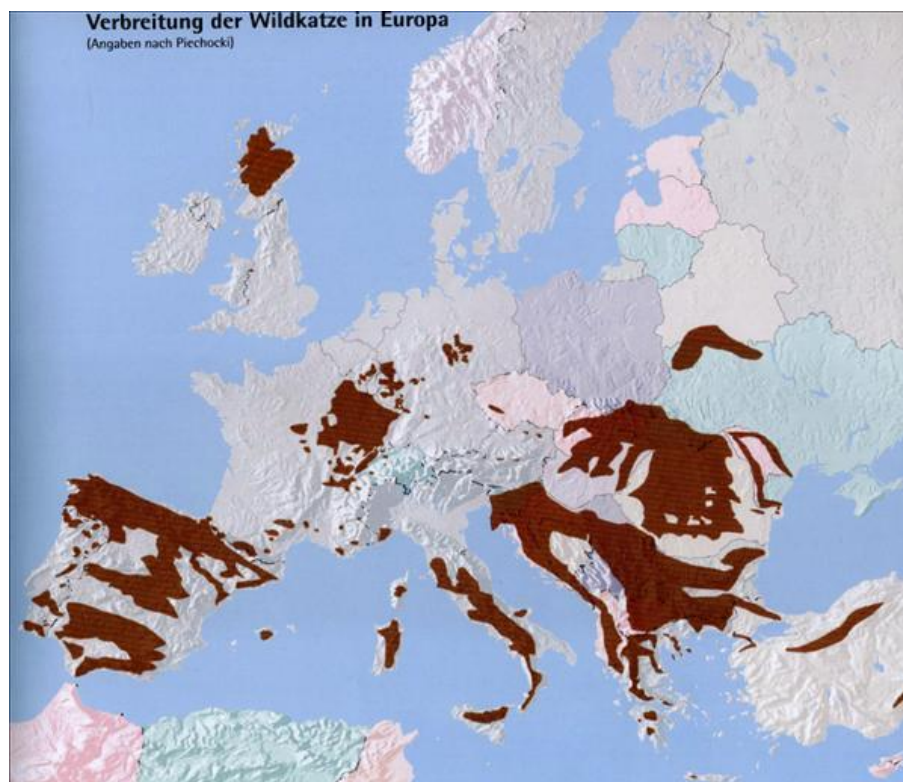 Verbreitung der Wildkatze in Europa
(Angaben nach Piechocki)